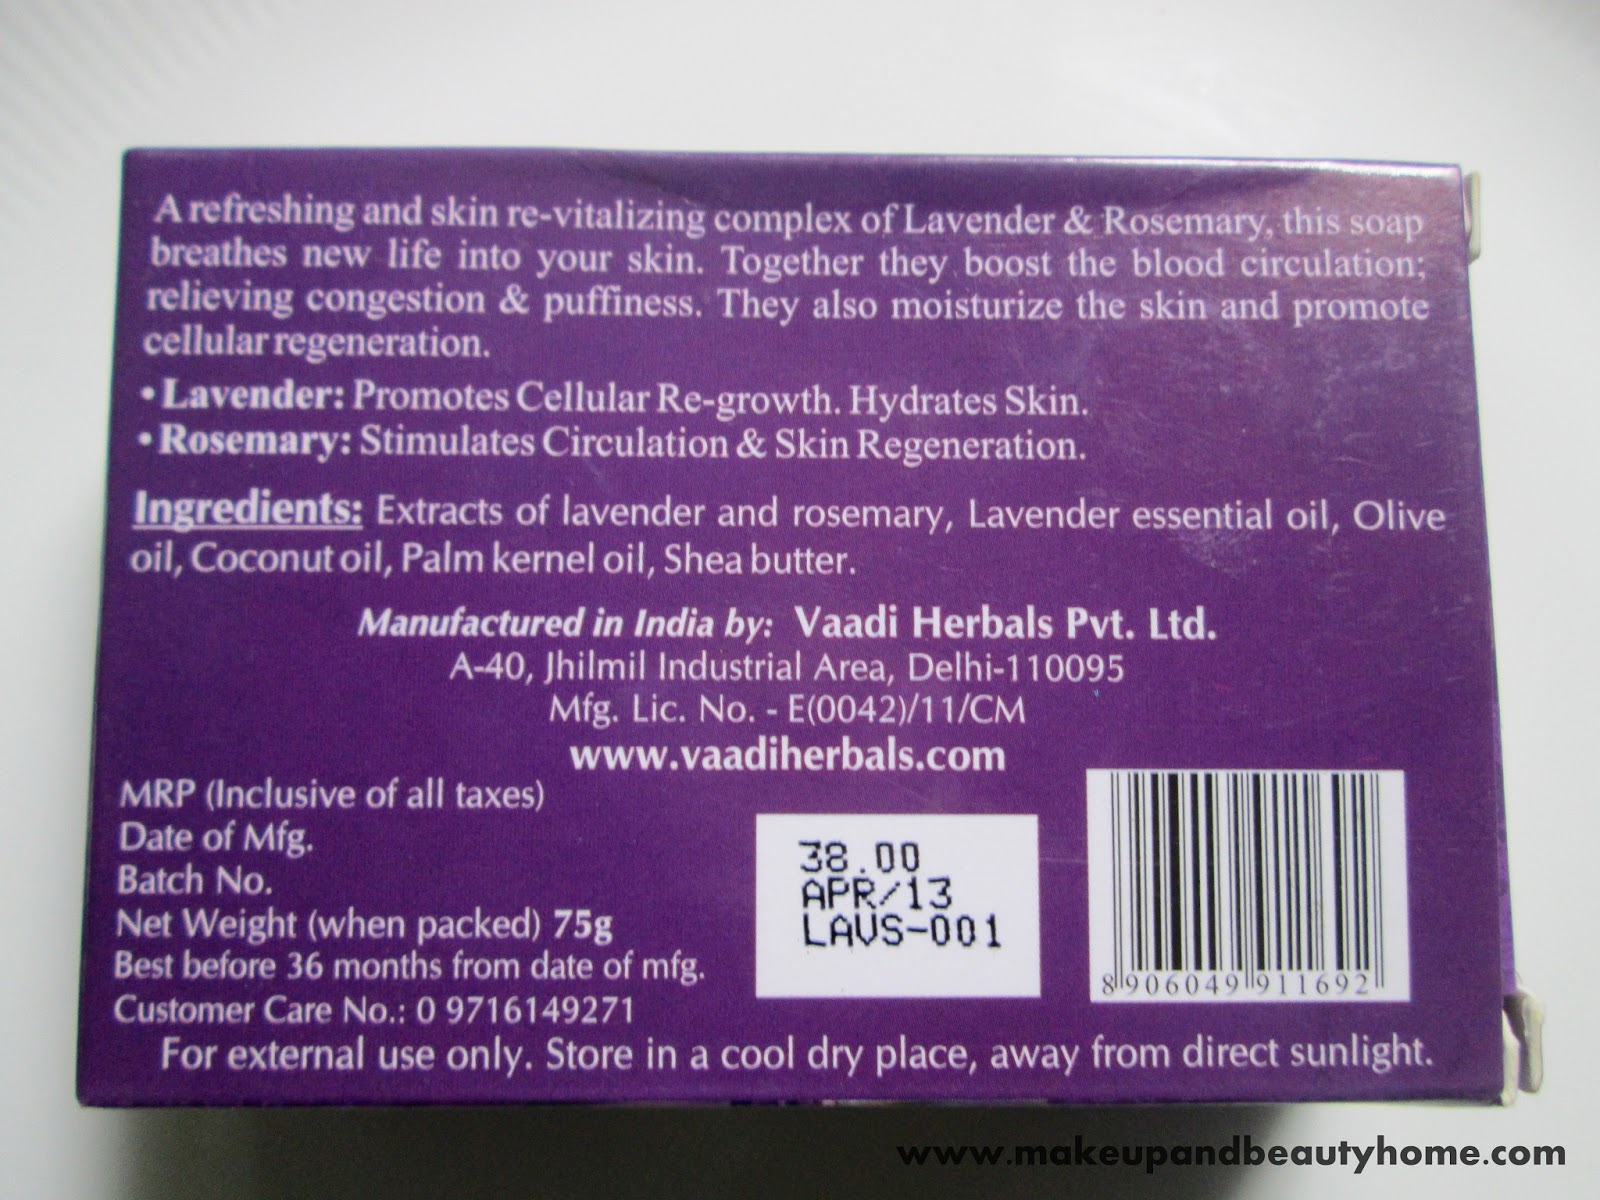 A refreshing and skin re-vitalizing complex of Lavender & Rosemary, this soap
breathes new life into your skin. Together they boost the blood circulation;
relieving congestion & puffiness. They also moisturize the skin and promote
cellular regeneration.
• Lavender: Promotes Cellular Re-growth. Hydrates Skin.
• Rosemary: Stimulates Circulation & Skin Regeneration.
Ingredients: Extracts of lavender and rosemary, Lavender essential oil, Olive
oil, Coconut oil, Palm kernel oil, Shea butter.
Manufactured in India by: Vaadi Herbals Pvt. Ltd.
A-40, Jhilmil Industrial Area, Delhi-110095
Mfg. Lic. No. - E(0042)/11/CM
www.vaadiherbals.com
MRP (Inclusive of all taxes)
Date of Mfg.
Batch No.
Net Weight (when packed) 75g
Best before 36 months from date of mfg.
Customer Care No.: 0 9716149271
38.00
APR/13
LAVS-001
8906049911692
For external use only. Store in a cool dry place, away from direct sunlight.
www.makeupandbeautyhome.com